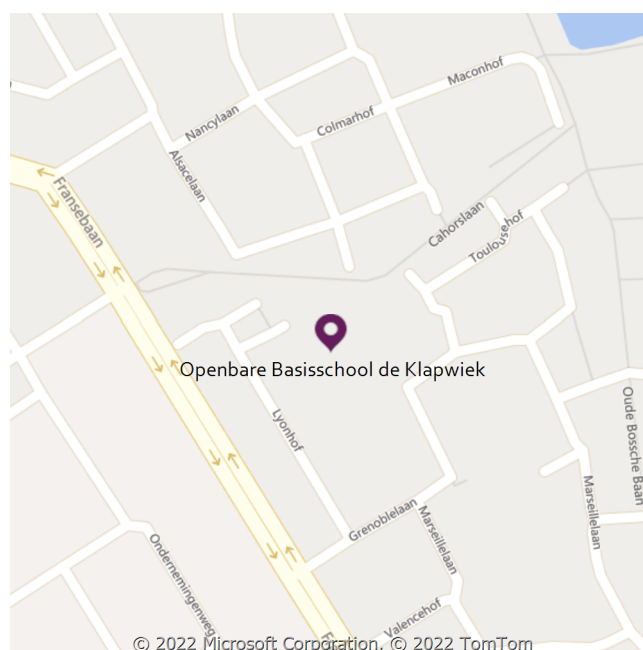 Maconhof
Colmarhof
Nancylaan
Alsacelaan
Fransebaan
Cahorslaan
Toulousehof
Openbare Basisschool de Klapwiek
Lyonhof
Oude Bossche Baan
Grenoblelaan
Marseillelaan
Marseillelaan
Ondernemingenweg
Valencehof
© 2022 Microsoft Corporation, © 2022 TomTom